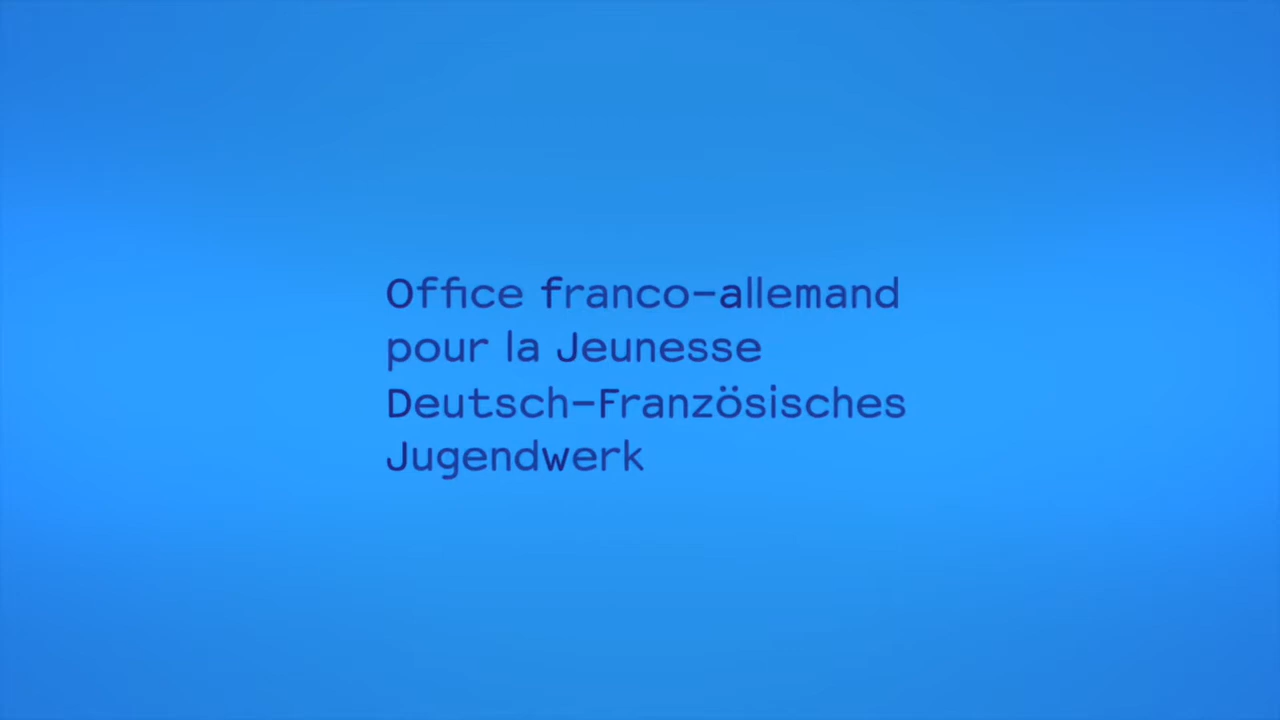 Office franco-allemand
pour la Jeunesse
Deutsch-Französisches
Jugendwerk